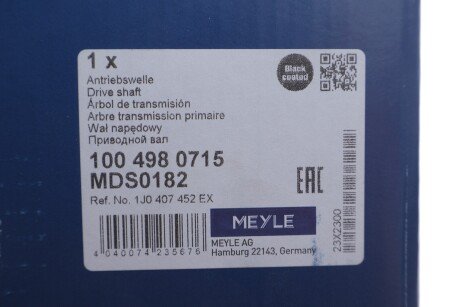 1 x
Black coated
Antriebswelle
Drive shaft
Árbol de transmisión
Arbre transmission primaire
Wał napędowy
Приводной вал
100 498 0715
MDS0182
Ref. No. 1J0 407 452 EX
EAC
MEYLE
MEYLE AG
Hamburg 22143, Germany
4 040074 235675
23X2300